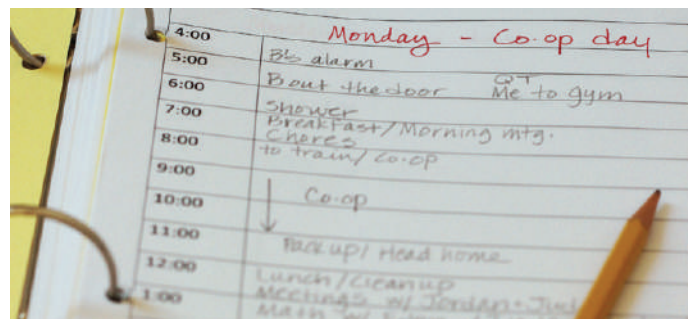 Monday - Co-op day
4:00
5:00 B's alarm
6:00 B out the door QT
Me to gym
7:00 Shower
Breakfast/Morning mtg.
8:00 Chores
to train/Co-op
9:00
10:00 Co-op
11:00
Pack up/Head home
12:00
Lunch/cleanup
1:00 Meetings w/ Jordan +
Math w/